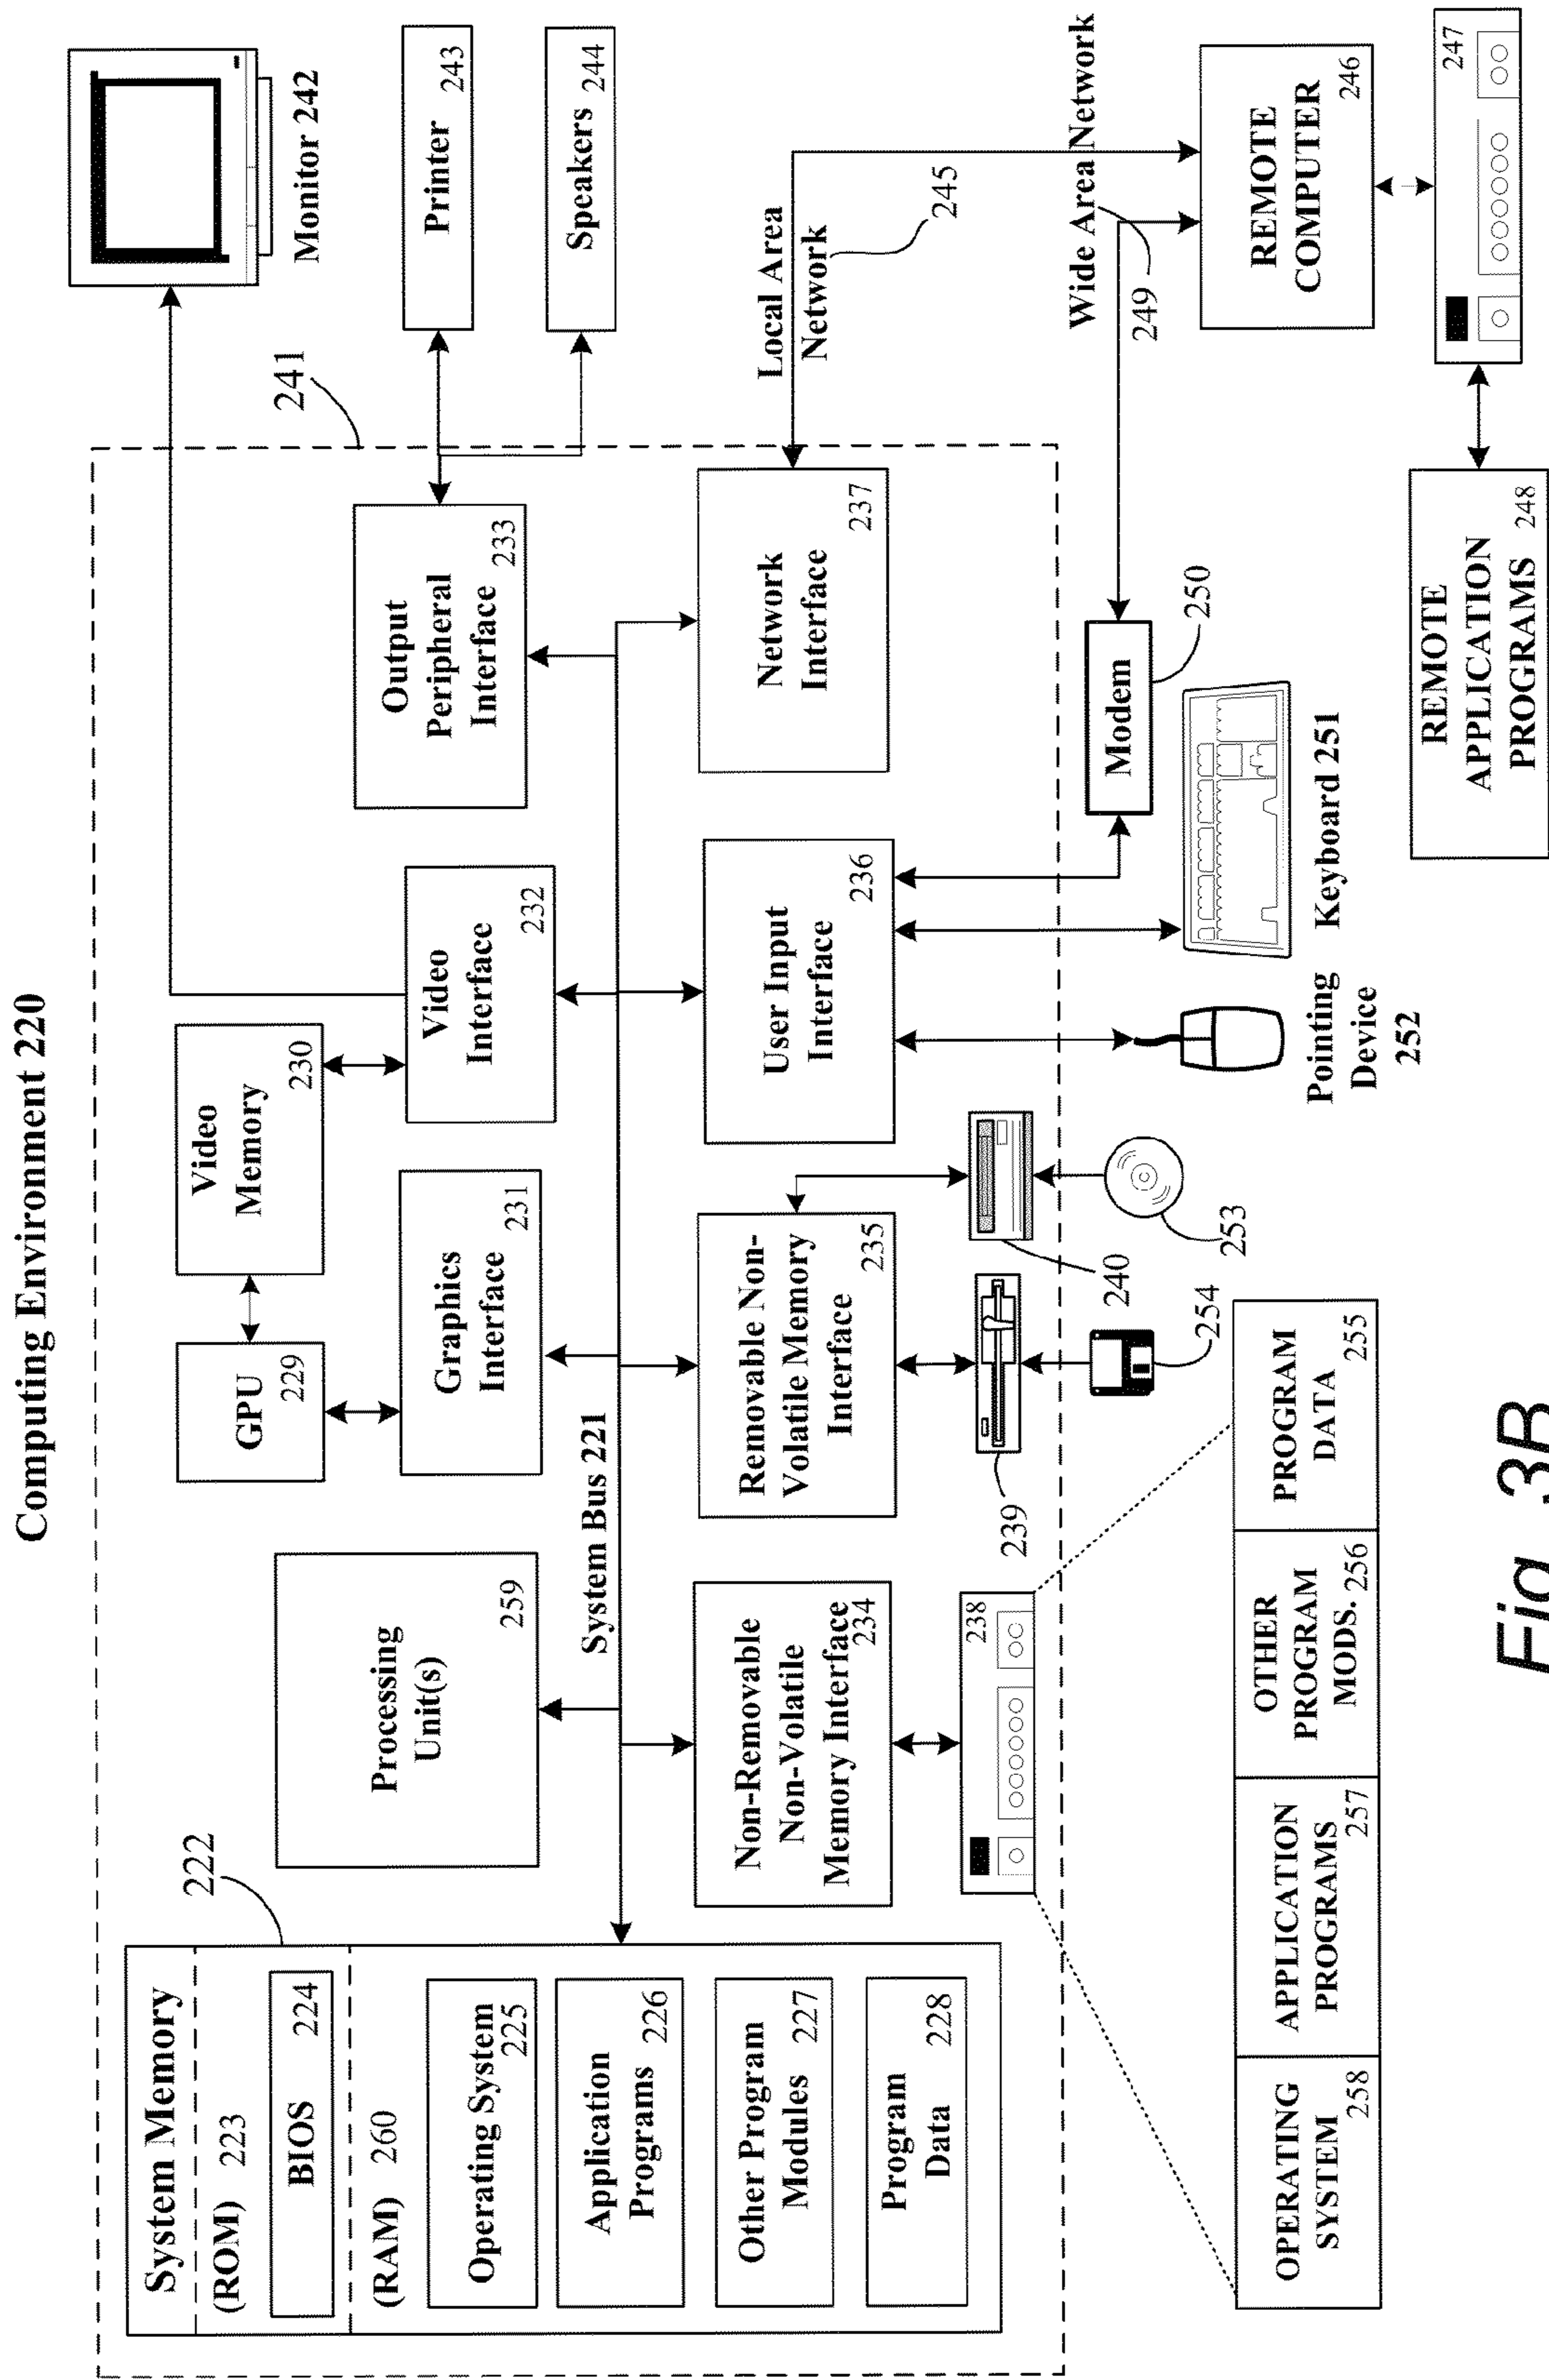 Computing Environment 220
System Memory
222
(ROM) 223
BIOS 224
(RAM) 260
Operating System
225
Application
Programs 226
Other Program
Modules 227
Program
Data 228
Processing
Unit(s)
259
System Bus 221
GPU
229
Video
Memory
230
Graphics
Interface
231
Video
Interface
232
Output
Peripheral
Interface
233
241
Monitor 242
Printer
243
Speakers
244
Non-Removable
Non-Volatile
Memory Interface
234
Removable Non-
Volatile Memory
Interface
235
User Input
Interface
236
Network
Interface
237
Local Area
Network
245
238
239
240
254
253
Pointing
Device
252
Keyboard 251
Modem
250
Wide Area Network
249
REMOTE
COMPUTER
246
247
OPERATING
SYSTEM
258
APPLICATION
PROGRAMS
257
OTHER
PROGRAM
MODS.
256
PROGRAM
DATA
255
REMOTE
APPLICATION
PROGRAMS
248
Fig. 3B